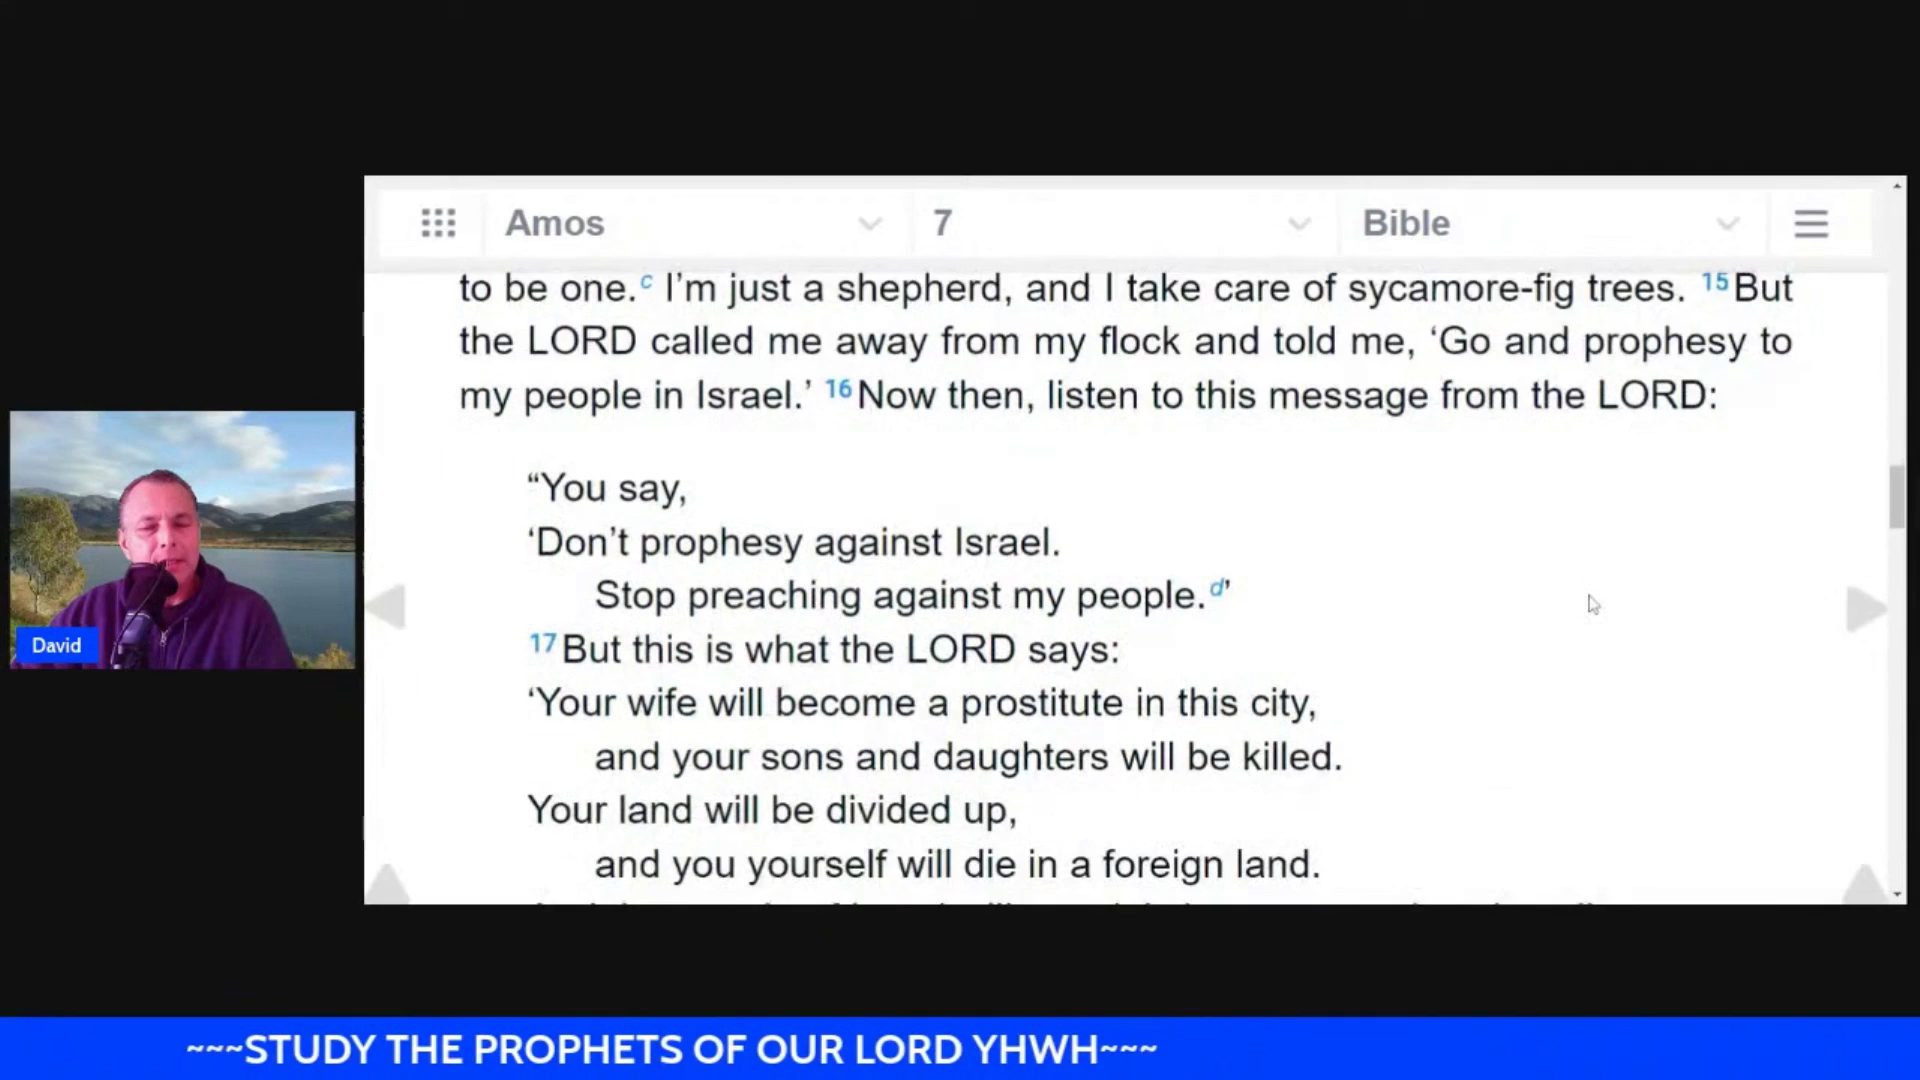 Amos 7 Bible
to be one.c I’m just a shepherd, and I take care of sycamore-fig trees. 15 But
the LORD called me away from my flock and told me, ‘Go and prophesy to
my people in Israel.’ 16 Now then, listen to this message from the LORD:
“You say,
‘Don’t prophesy against Israel.
Stop preaching against my people.d’
17 But this is what the LORD says:
‘Your wife will become a prostitute in this city,
and your sons and daughters will be killed.
Your land will be divided up,
and you yourself will die in a foreign land.
David
~~~STUDY THE PROPHETS OF OUR LORD YHWH~~~